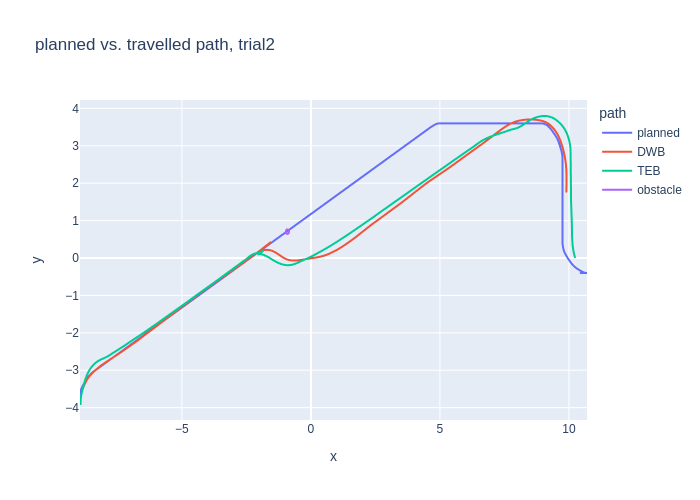 planned vs. travelled path, trial2
path
planned
DWB
TEB
obstacle
4
3
2
1
0
−1
−2
−3
−4
y
−5
0
5
10
x